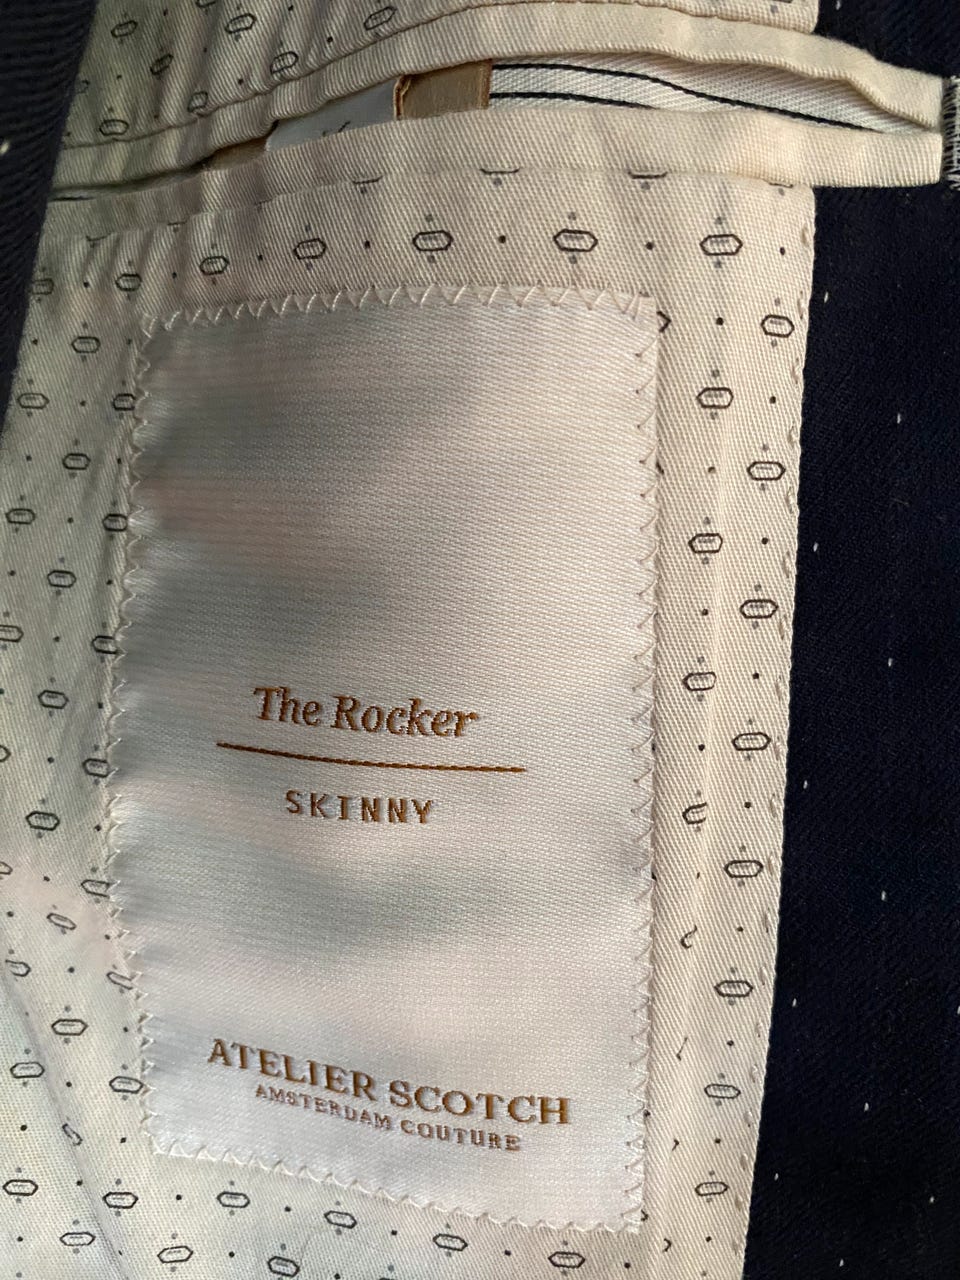 The Rocker
SKINNY
ATELIER SCOTCH
AMSTERDAM COUTURE